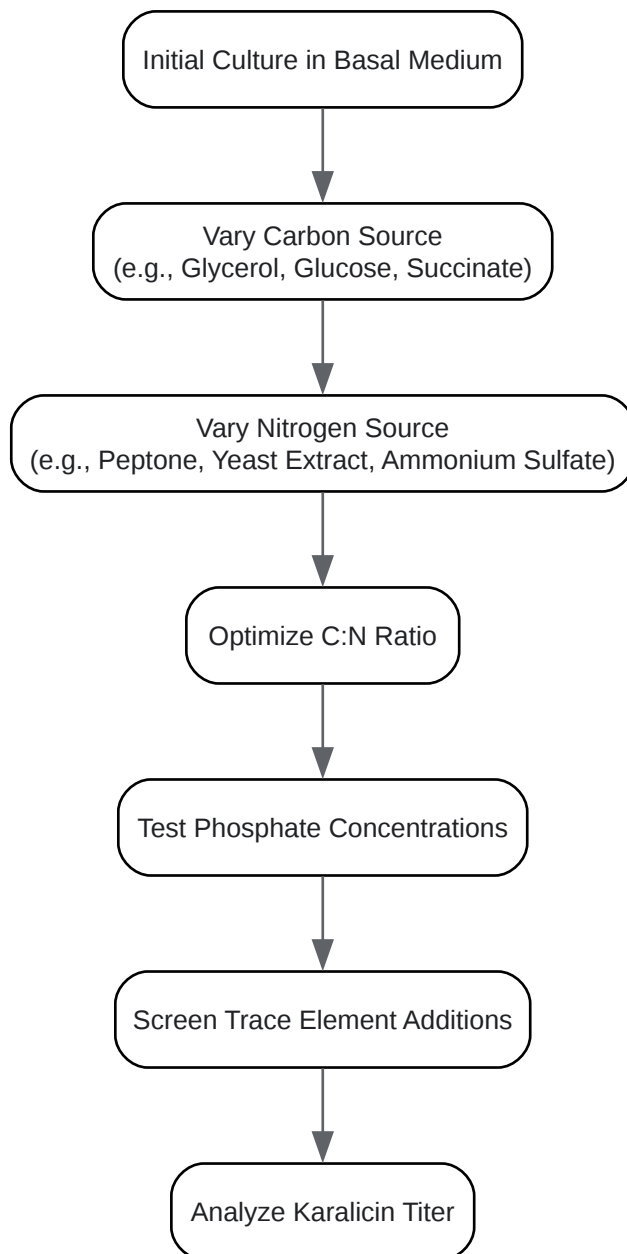 Initial Culture in Basal Medium
Vary Carbon Source
(e.g., Glycerol, Glucose, Succinate)
Vary Nitrogen Source
(e.g., Peptone, Yeast Extract, Ammonium Sulfate)
Optimize C:N Ratio
Test Phosphate Concentrations
Screen Trace Element Additions
Analyze Karalicin Titer